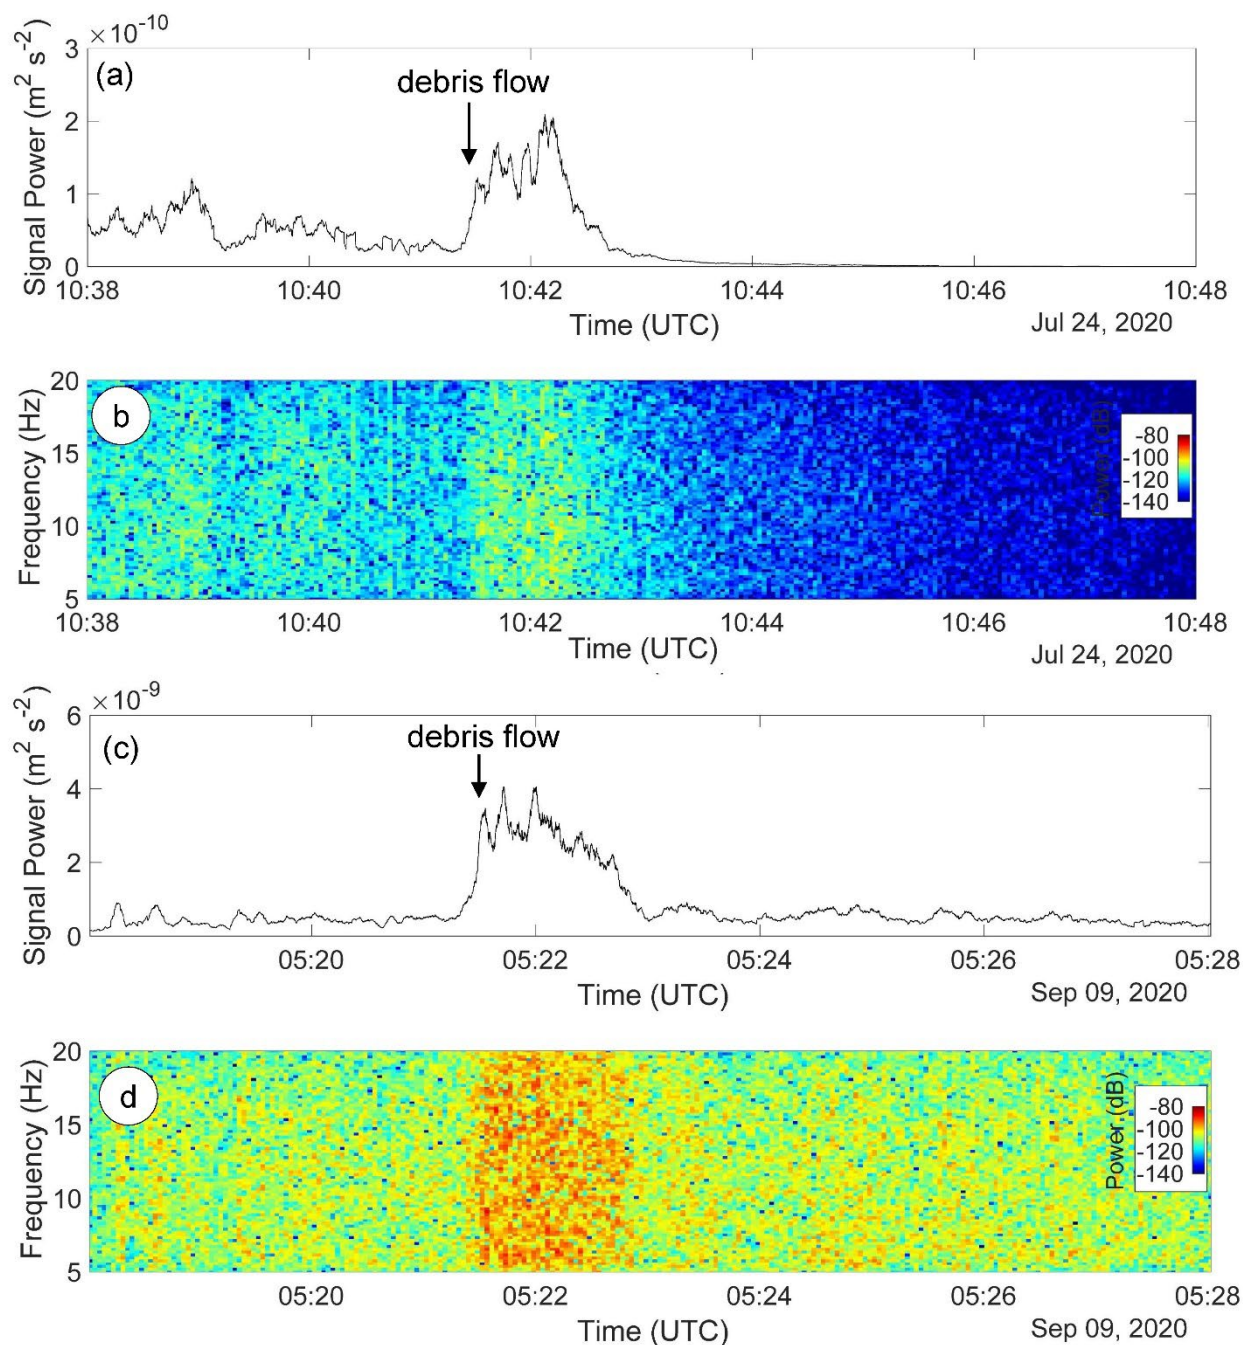 ×10⁻¹⁰
(a)
debris flow
Signal Power (m² s⁻²)
3
2
1
0
10:38 10:40 10:42 10:44 10:46 10:48
Time (UTC)
Jul 24, 2020
b
Frequency (Hz)
20
15
10
5
Power (dB)
-80
-100
-120
-140
10:38 10:40 10:42 10:44 10:46 10:48
Time (UTC)
Jul 24, 2020
×10⁻⁹
(c)
debris flow
Signal Power (m² s⁻²)
6
4
2
0
05:20 05:22 05:24 05:26 05:28
Time (UTC)
Sep 09, 2020
d
Frequency (Hz)
20
15
10
5
Power (dB)
-80
-100
-120
-140
05:20 05:22 05:24 05:26 05:28
Time (UTC)
Sep 09, 2020